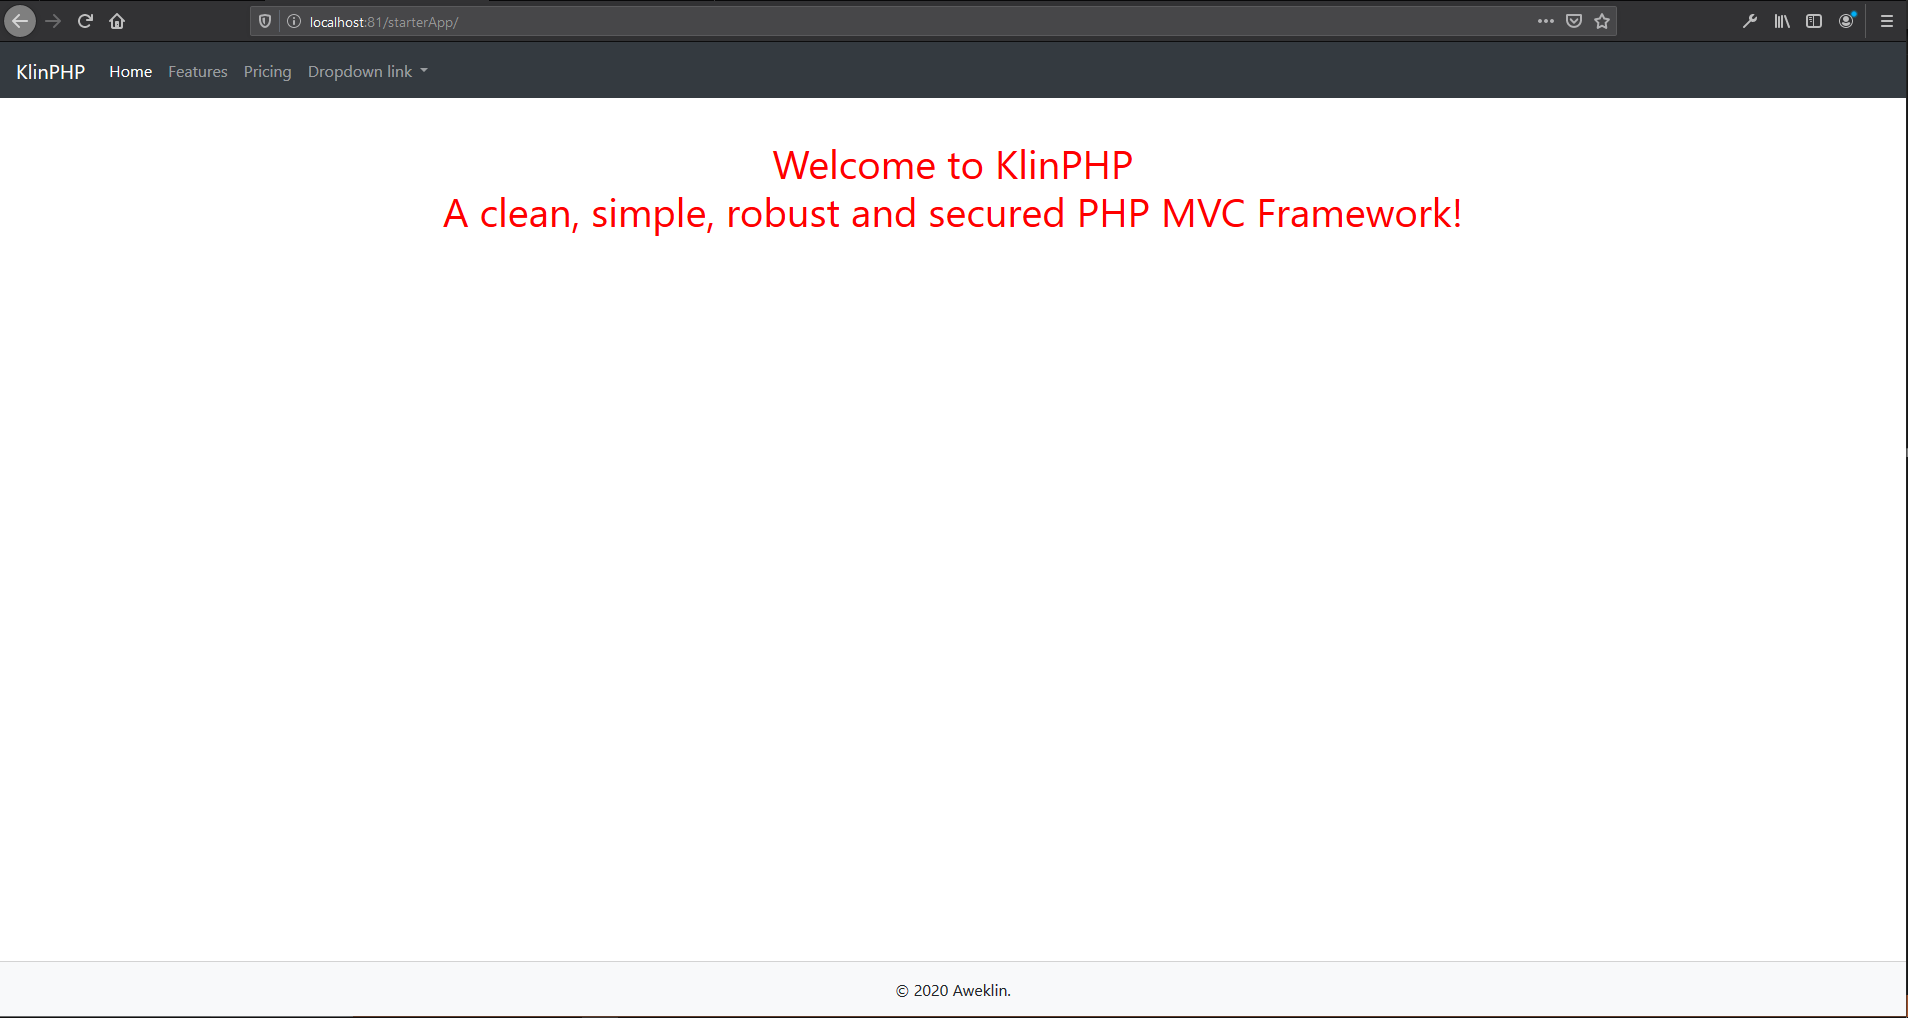 localhost:81/starterApp/
KlinPHP Home Features Pricing Dropdown link
Welcome to KlinPHP
A clean, simple, robust and secured PHP MVC Framework!
© 2020 Aweklin.